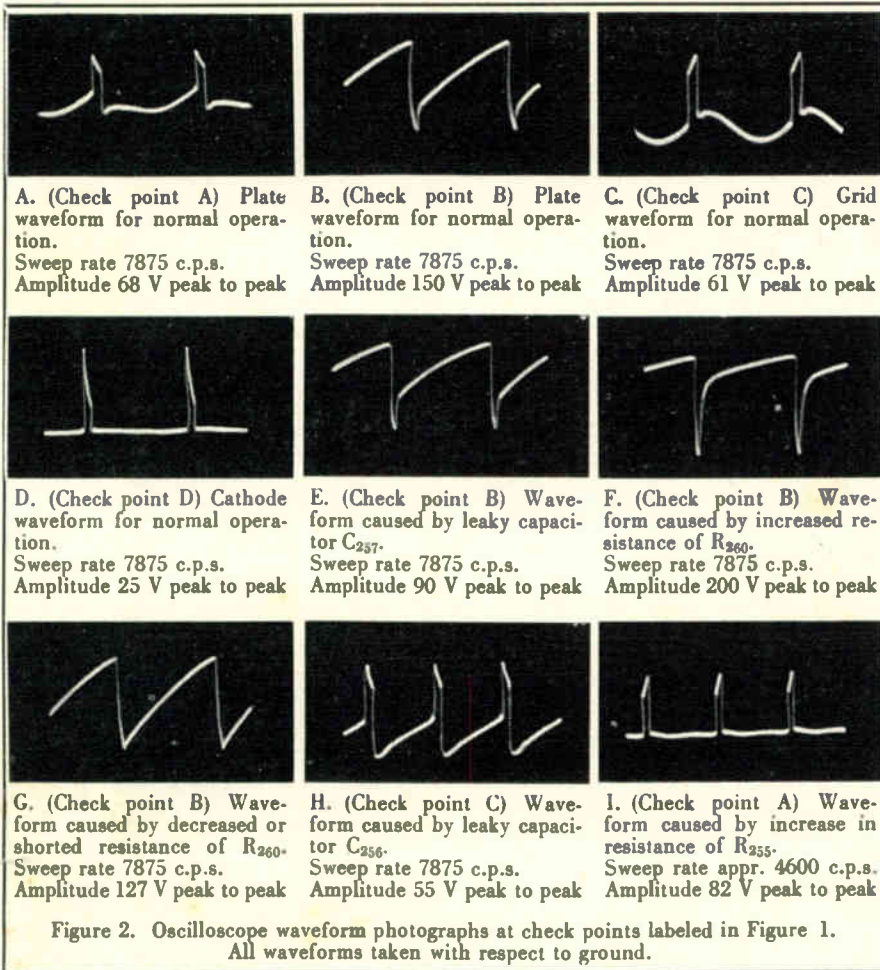 A. (Check point A) Plate
waveform for normal opera-
tion.
Sweep rate 7875 c.p.s.
Amplitude 68 V peak to peak
B. (Check point B) Plate
waveform for normal opera-
tion.
Sweep rate 7875 c.p.s.
Amplitude 150 V peak to peak
C. (Check point C) Grid
waveform for normal opera-
tion.
Sweep rate 7875 c.p.s.
Amplitude 61 V peak to peak
D. (Check point D) Cathode
waveform for normal opera-
tion.
Sweep rate 7875 c.p.s.
Amplitude 25 V peak to peak
E. (Check point B) Wave-
form caused by leaky capaci-
tor C257.
Sweep rate 7875 c.p.s.
Amplitude 90 V peak to peak
F. (Check point B) Wave-
form caused by increased re-
sistance of R260.
Sweep rate 7875 c.p.s.
Amplitude 200 V peak to peak
G. (Check point B) Wave-
form caused by decreased or
shorted resistance of R260.
Sweep rate 7875 c.p.s.
Amplitude 127 V peak to peak
H. (Check point C) Wave-
form caused by leaky capaci-
tor C256.
Sweep rate 7875 c.p.s.
Amplitude 55 V peak to peak
I. (Check point A) Wave-
form caused by increase in
resistance of R255.
Sweep rate appr. 4600 c.p.s.
Amplitude 82 V peak to peak
Figure 2. Oscilloscope waveform photographs at check points labeled in Figure 1.
All waveforms taken with respect to ground.